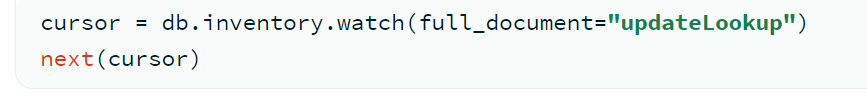 cursor = db.inventory.watch(full_document="updateLookup")
next(cursor)